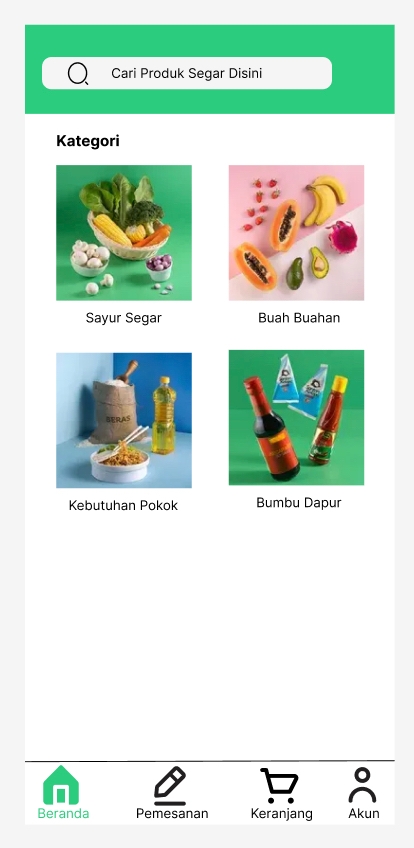 Cari Produk Segar Disini
Kategori
Sayur Segar
Buah Buahan
BERAS
Kebutuhan Pokok
Bumbu Dapur
Beranda
Pemesanan
Keranjang
Akun